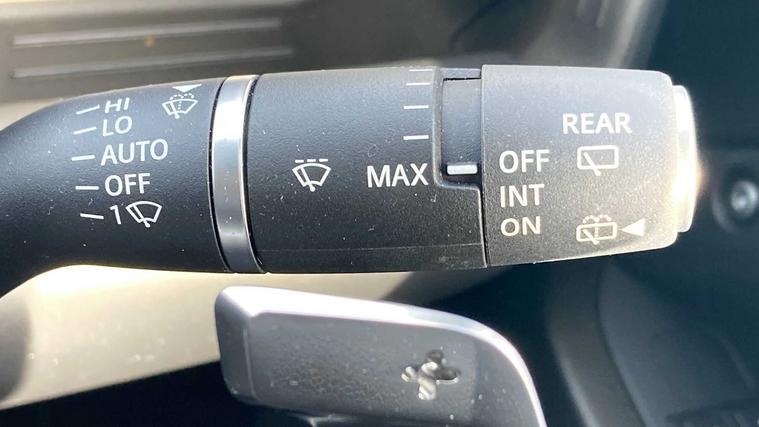 HI
LO
AUTO
OFF
1
MAX
REAR
OFF
INT
ON